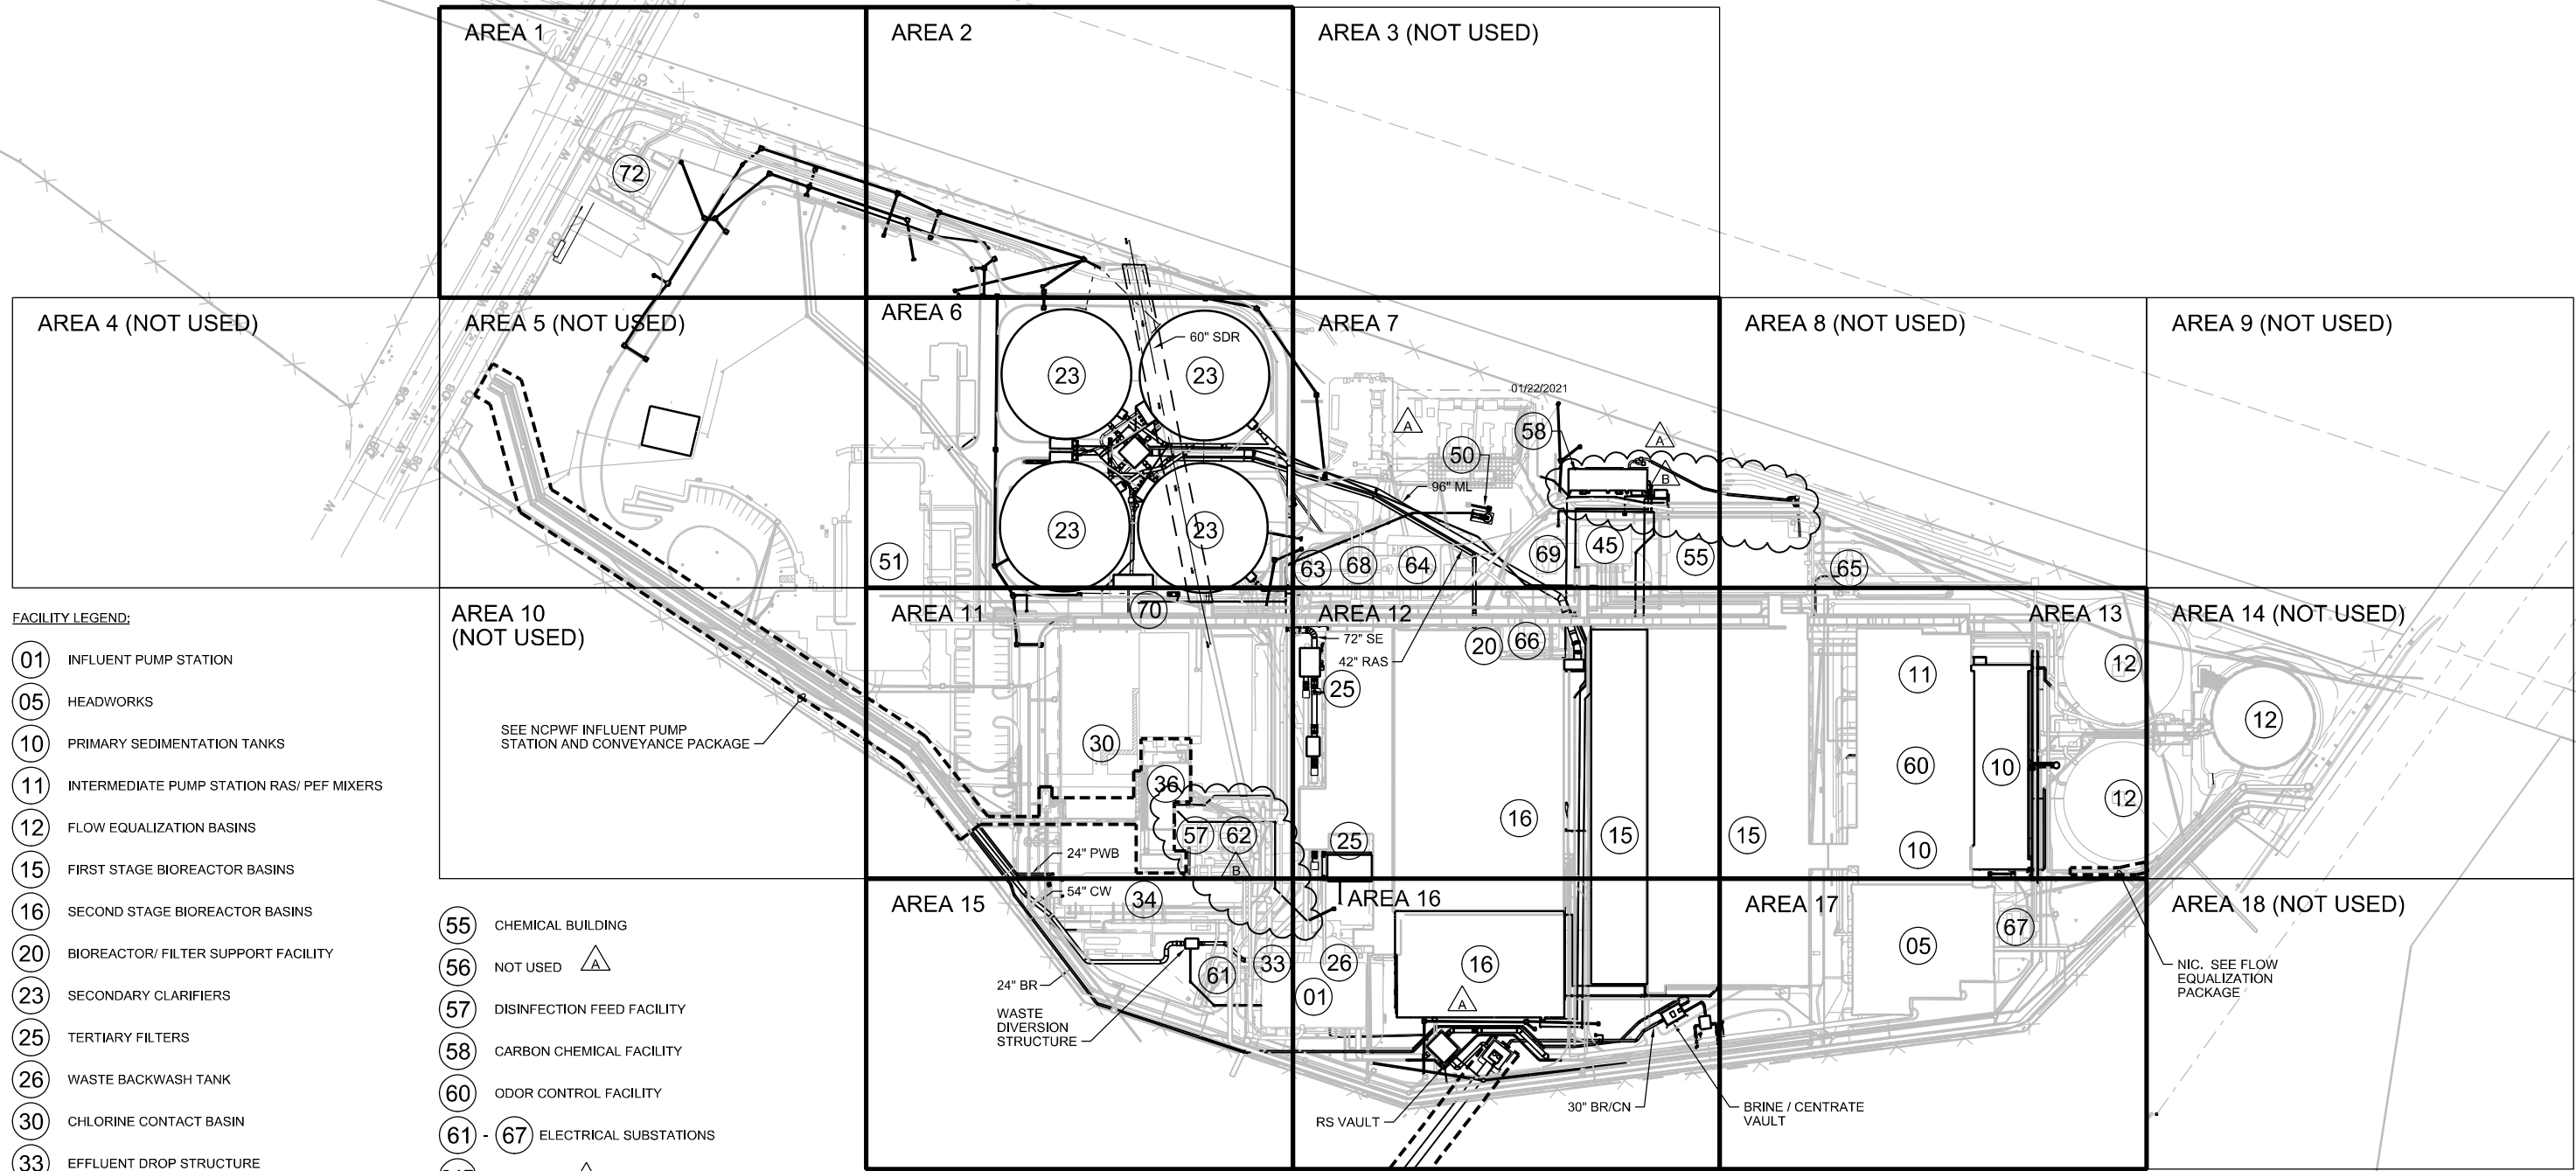 AREA 1
AREA 2
AREA 3 (NOT USED)
72
AREA 4 (NOT USED)
AREA 5 (NOT USED)
AREA 6
AREA 7
AREA 8 (NOT USED)
AREA 9 (NOT USED)
60" SDR
23
23
01/22/2021
A
58
A
50
B
96" ML
23
23
51
63
68
64
69
45
55
65
AREA 10
(NOT USED)
AREA 11
70
AREA 12
AREA 13
AREA 14 (NOT USED)
72" SE
20
66
42" RAS
25
11
12
12
SEE NCPWF INFLUENT PUMP
STATION AND CONVEYANCE PACKAGE
30
36
60
10
12
57
62
B
25
16
15
15
10
24" PWB
54" CW
AREA 15
34
AREA 16
AREA 17
AREA 18 (NOT USED)
67
05
24" BR
61
33
26
16
01
A
WASTE
DIVERSION
STRUCTURE
NIC. SEE FLOW
EQUALIZATION
PACKAGE
RS VAULT
30" BR/CN
BRINE / CENTRATE
VAULT
FACILITY LEGEND:
01 INFLUENT PUMP STATION
05 HEADWORKS
10 PRIMARY SEDIMENTATION TANKS
11 INTERMEDIATE PUMP STATION RAS/ PEF MIXERS
12 FLOW EQUALIZATION BASINS
15 FIRST STAGE BIOREACTOR BASINS
16 SECOND STAGE BIOREACTOR BASINS
20 BIOREACTOR/ FILTER SUPPORT FACILITY
23 SECONDARY CLARIFIERS
25 TERTIARY FILTERS
26 WASTE BACKWASH TANK
30 CHLORINE CONTACT BASIN
33 EFFLUENT DROP STRUCTURE
55 CHEMICAL BUILDING
56 NOT USED A
57 DISINFECTION FEED FACILITY
58 CARBON CHEMICAL FACILITY
60 ODOR CONTROL FACILITY
61 - 67 ELECTRICAL SUBSTATIONS